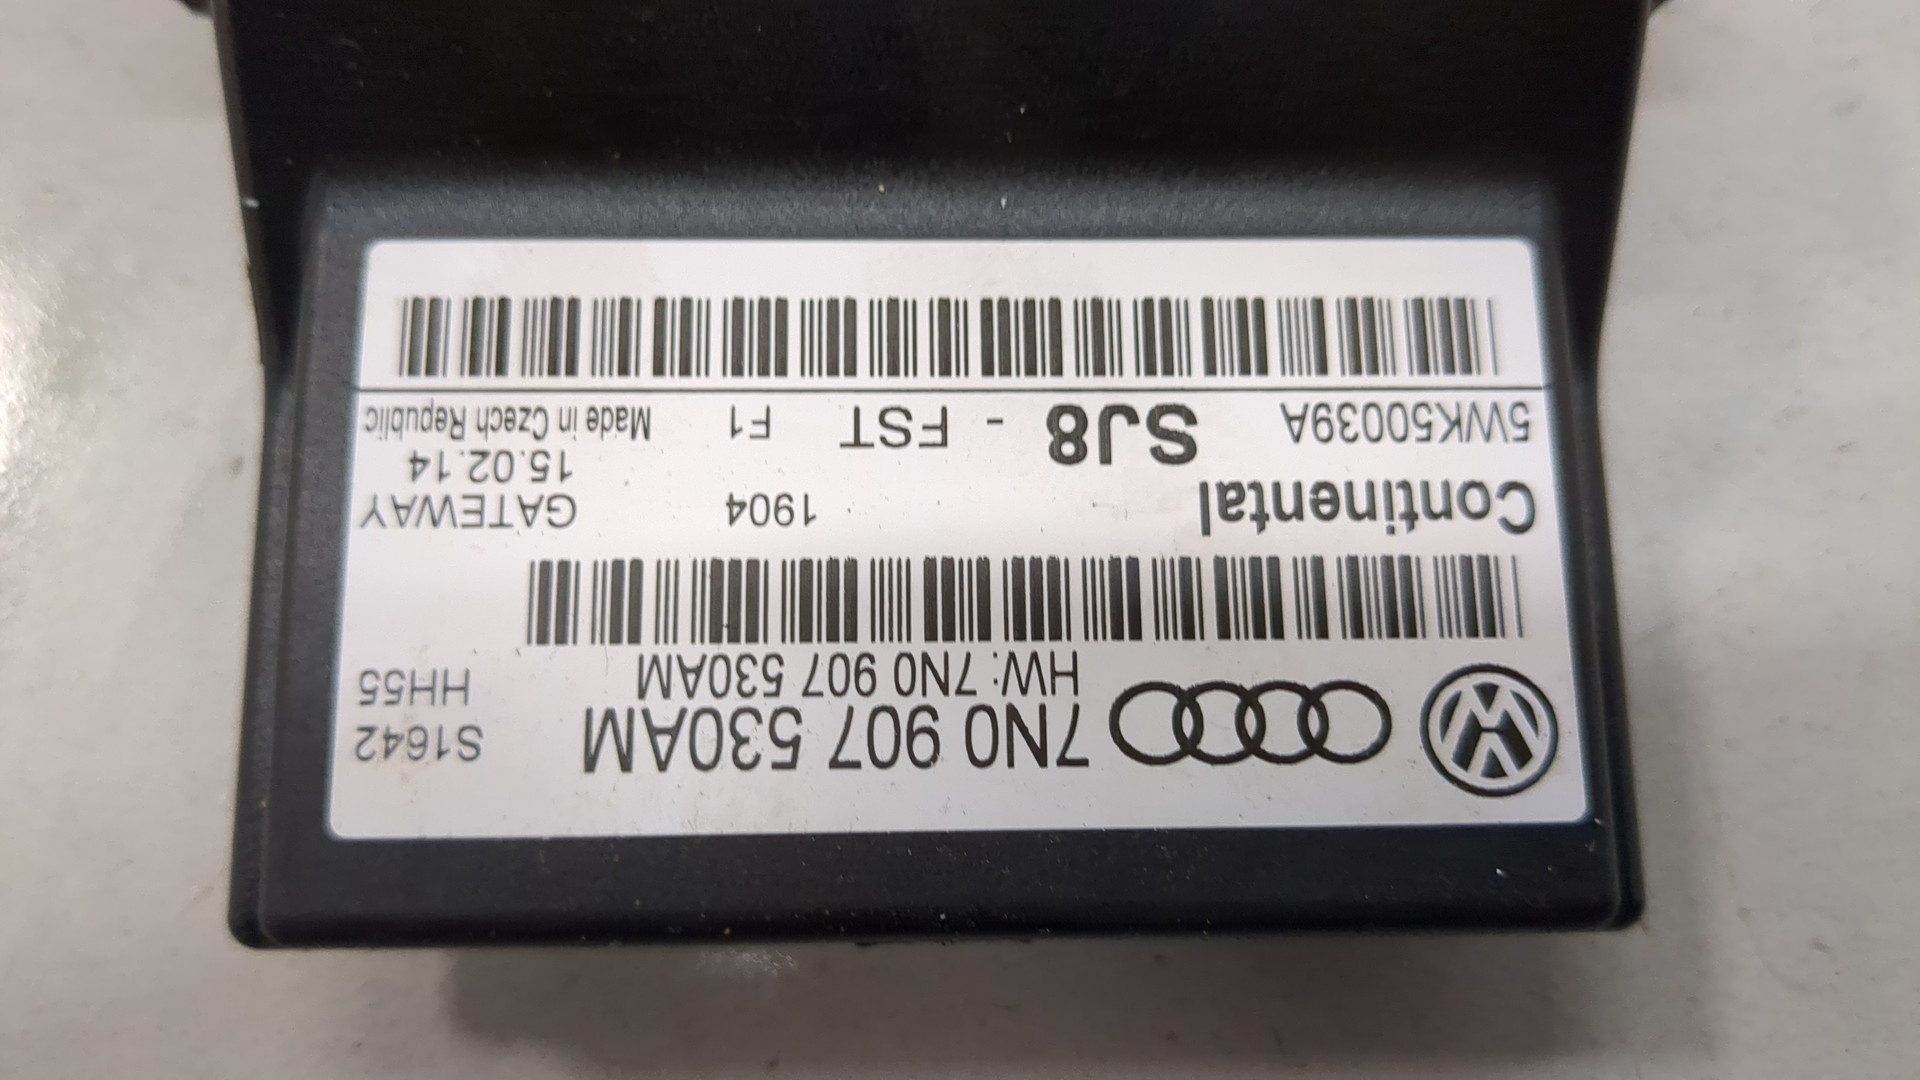 7N0 907 530AM S1642
HW: 7N0 907 530AM HH55
Continental 1904 GATEWAY
15.02.14
5WK50039A SJ8 - FST F1 Made in Czech Republic